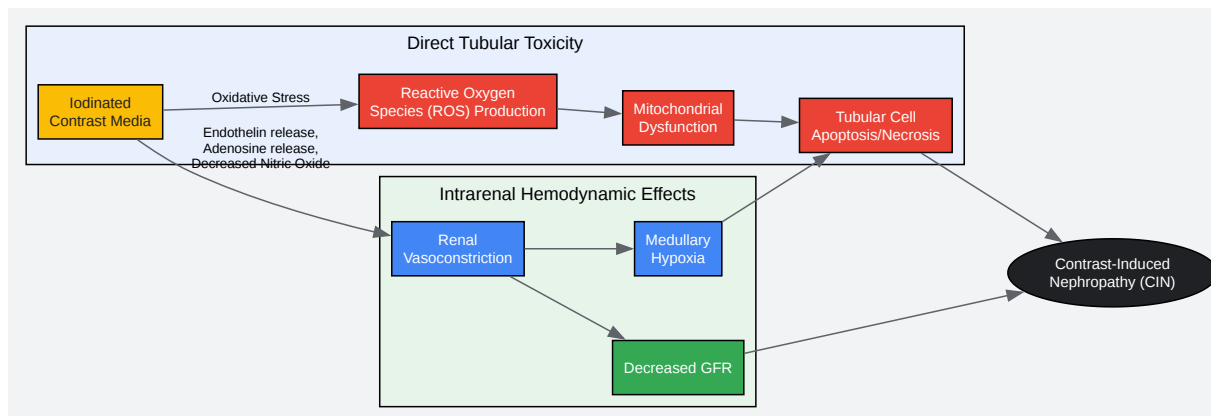 Direct Tubular Toxicity
Iodinated
Contrast Media
Oxidative Stress
Reactive Oxygen
Species (ROS) Production
Mitochondrial
Dysfunction
Tubular Cell
Apoptosis/Necrosis
Endothelin release,
Adenosine release,
Decreased Nitric Oxide
Intrarenal Hemodynamic Effects
Renal
Vasoconstriction
Medullary
Hypoxia
Decreased GFR
Contrast-Induced
Nephropathy (CIN)